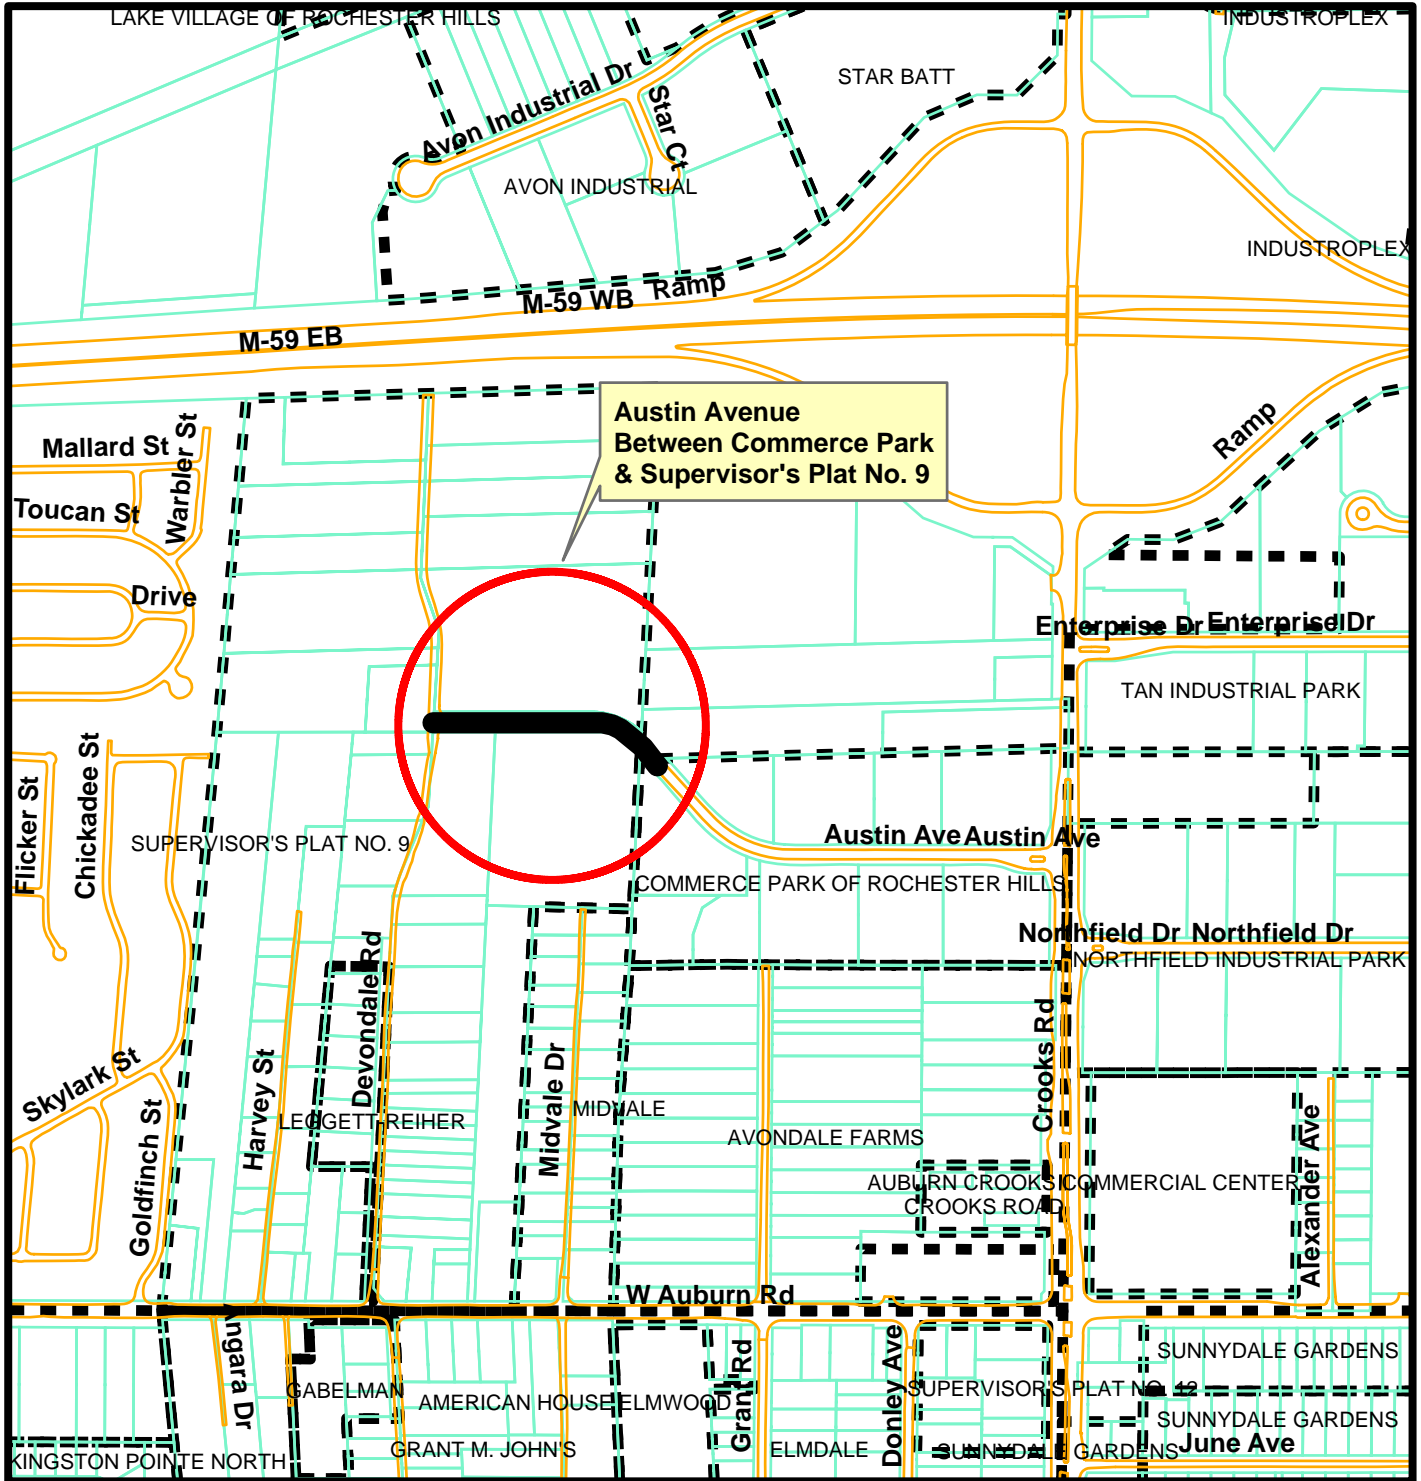 LAKE VILLAGE OF ROCHESTER HILLS
INDUSTROPLEX
STAR BATT
Avon Industrial Dr
Star Ct
AVON INDUSTRIAL
INDUSTROPLEX
M-59 WB
Ramp
M-59 EB
Austin Avenue
Between Commerce Park
& Supervisor's Plat No. 9
Ramp
Mallard St
Warbler St
Toucan St
Drive
Enterprise Dr
Enterprise Dr
TAN INDUSTRIAL PARK
Flicker St
Chickadee St
SUPERVISOR'S PLAT NO. 9
Austin Ave
Austin Ave
COMMERCE PARK OF ROCHESTER HILLS
Northfield Dr
Northfield Dr
NORTHFIELD INDUSTRIAL PARK
Devondale Rd
Crooks Rd
Skylark St
Goldfinch St
Harvey St
LEGGETT-REIHER
Midvale Dr
MIDVALE
AVONDALE FARMS
AUBURN CROOKS COMMERCIAL CENTER
CROOKS ROAD
Alexander Ave
W Auburn Rd
Angara Dr
GABELMAN
AMERICAN HOUSE ELMWOOD
Grant Rd
Donley Ave
SUPERVISOR'S PLAT NO. 12
SUNNYDALE GARDENS
SUNNYDALE GARDENS
June Ave
KINGSTON POINTE NORTH
GRANT M. JOHN'S
ELMDALE
SUNNYDALE GARDENS